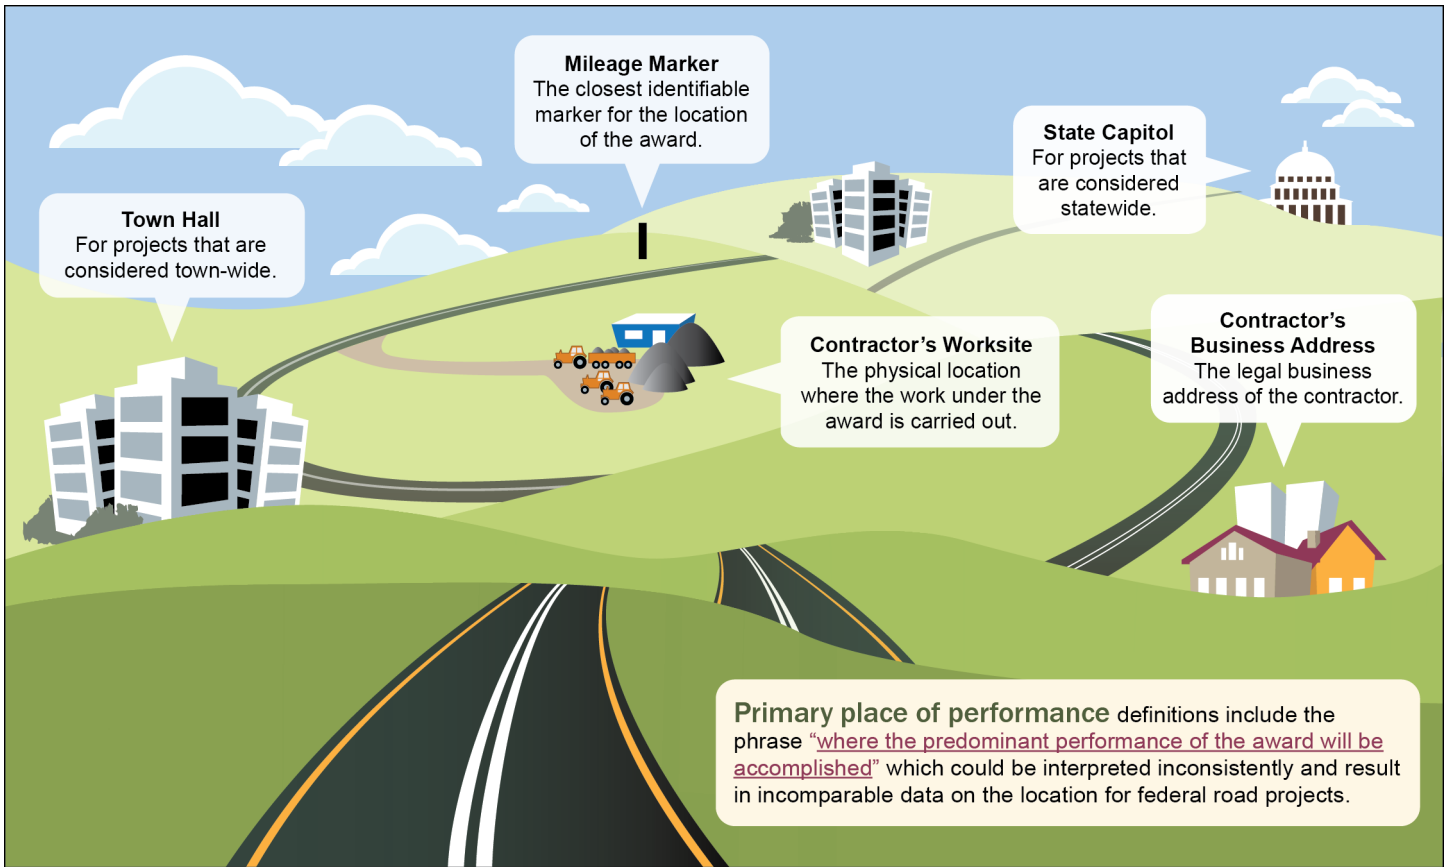 Mileage Marker
The closest identifiable
marker for the location
of the award.
State Capitol
For projects that
are considered
statewide.
Town Hall
For projects that are
considered town-wide.
Contractor’s
Business Address
The legal business
address of the contractor.
Contractor’s Worksite
The physical location
where the work under the
award is carried out.
Primary place of performance definitions include the
phrase “where the predominant performance of the award will be
accomplished” which could be interpreted inconsistently and result
in incomparable data on the location for federal road projects.